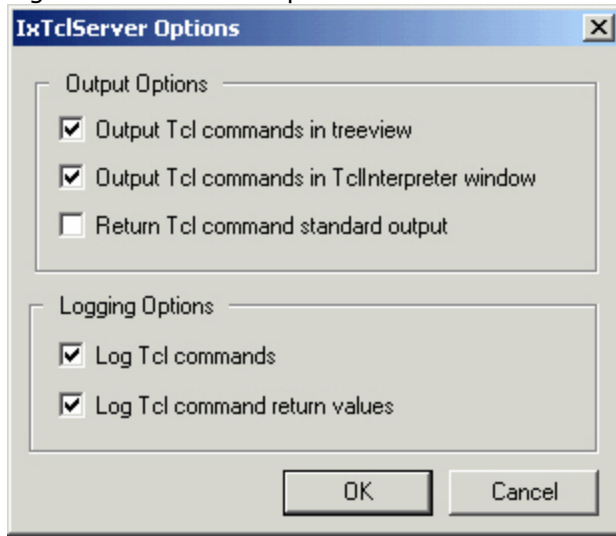 IxTclServer Options
Output Options
Output Tcl commands in treeview
Output Tcl commands in TclInterpreter window
Return Tcl command standard output
Logging Options
Log Tcl commands
Log Tcl command return values
OK Cancel